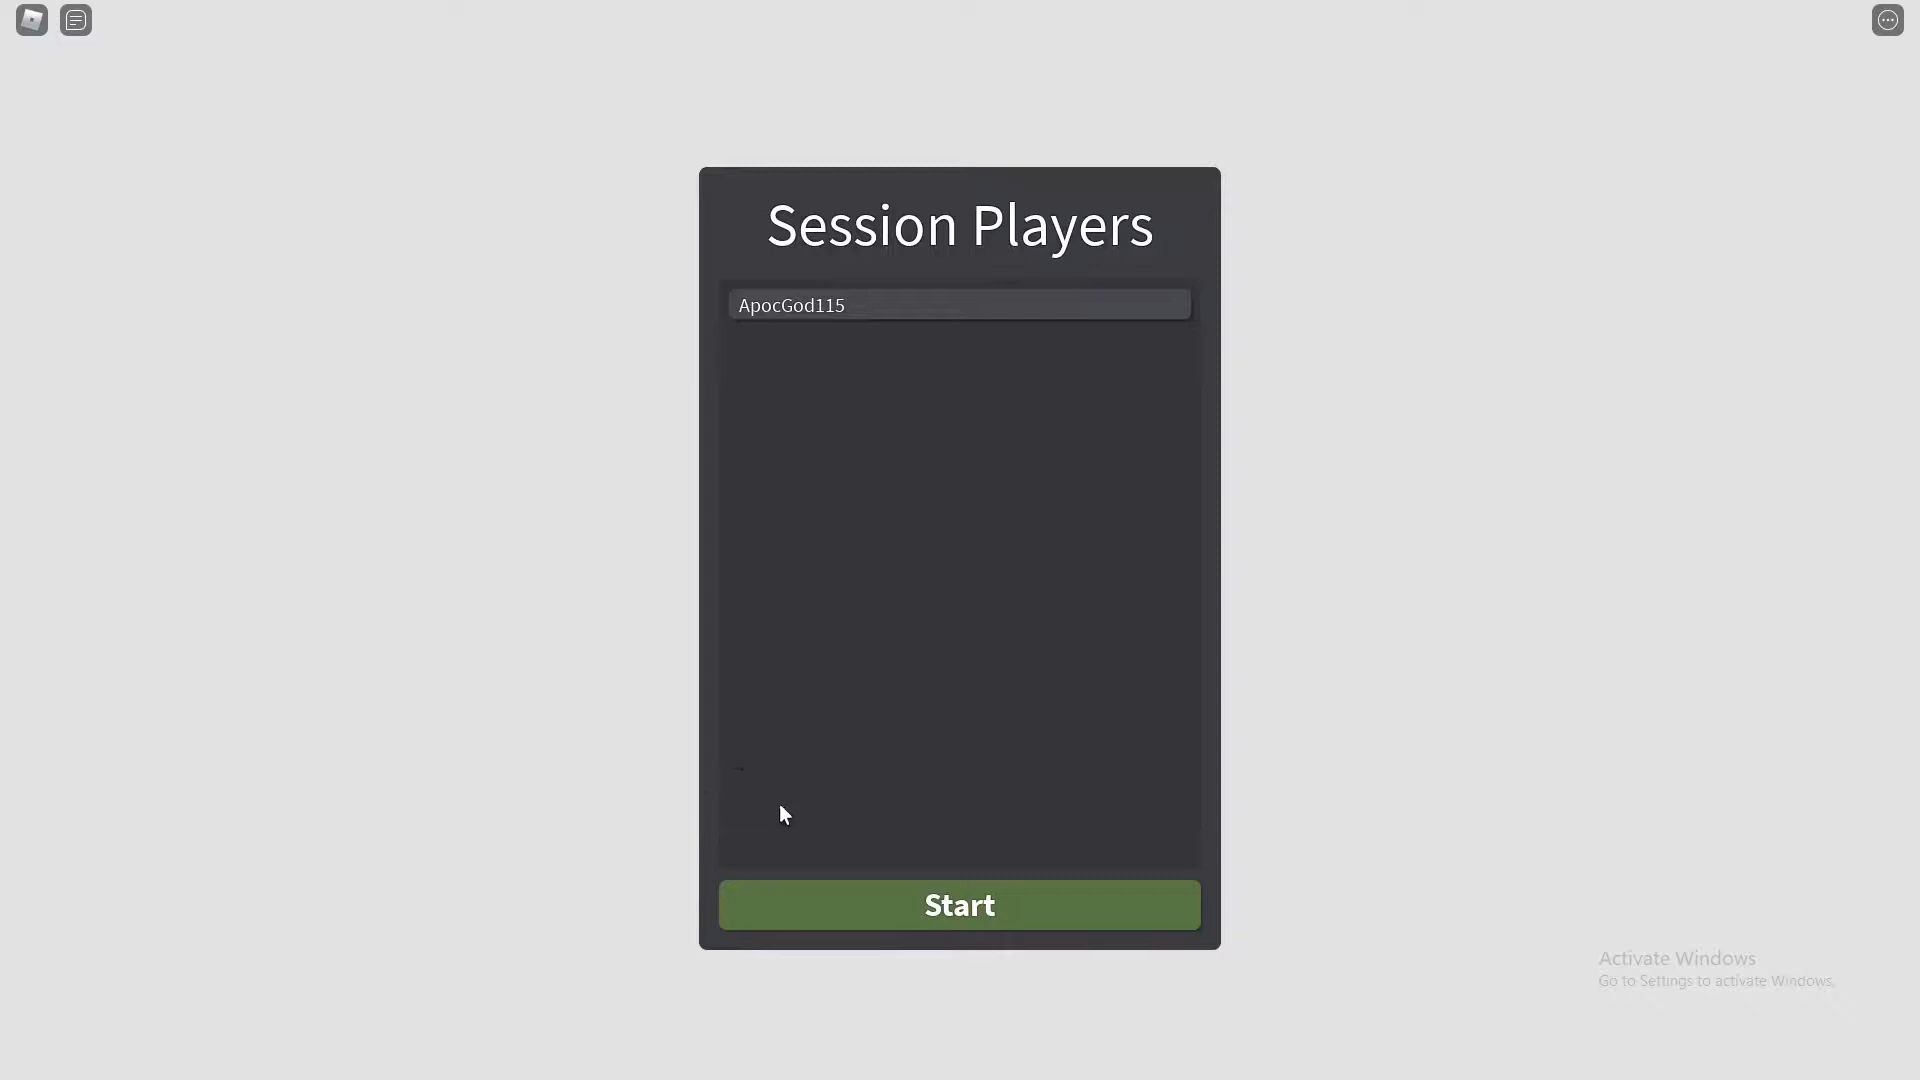 Session Players
ApocGod115
Start
Activate Windows
Go to Settings to activate Windows.